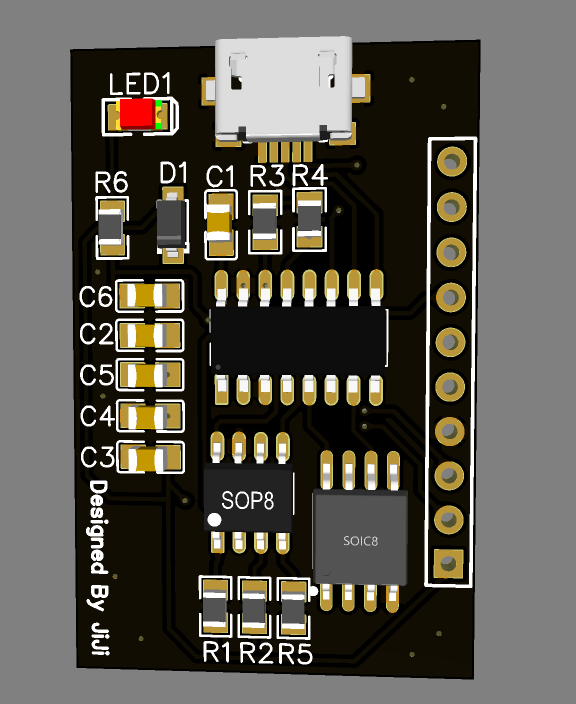 LED1
R6
D1
C1
R3
R4
C6
C2
C5
C4
C3
SOP8
SOIC8
Designed By JiJi
R1
R2
R5